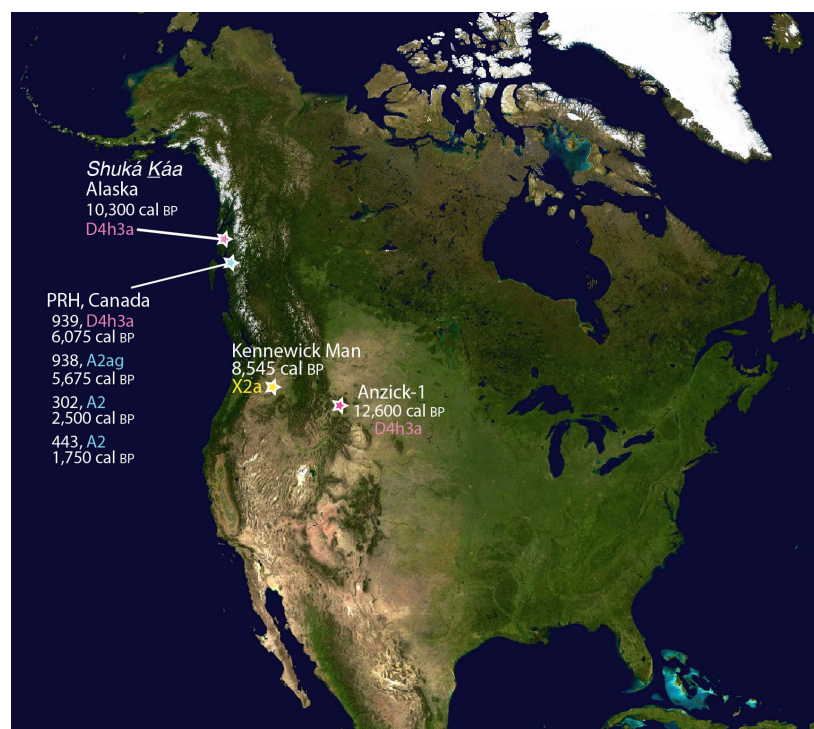 Shuká Ḵáa
Alaska
10,300 cal BP
D4h3a
PRH, Canada
939, D4h3a
6,075 cal BP
938, A2ag
5,675 cal BP
302, A2
2,500 cal BP
443, A2
1,750 cal BP
Kennewick Man
8,545 cal BP
X2a
Anzick-1
12,600 cal BP
D4h3a